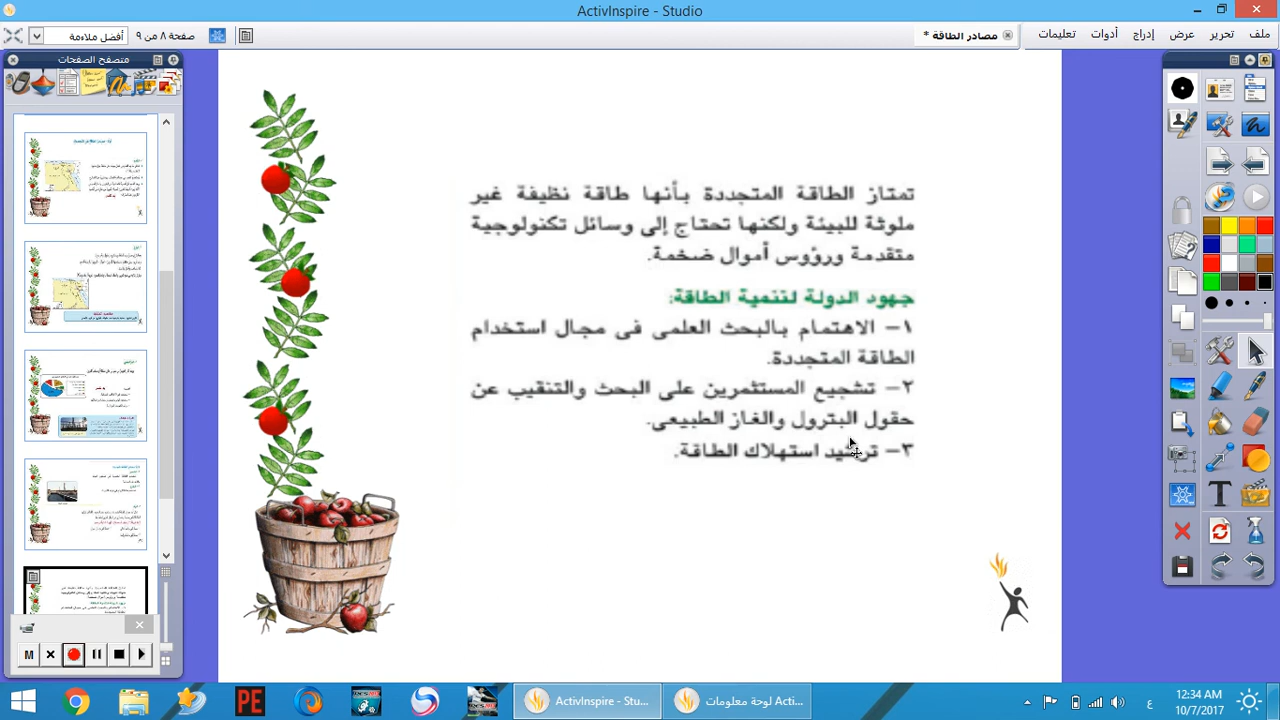 ActivInspire - Studio
ملف تحرير عرض إدراج أدوات تعليمات
مصادر الطاقة *
صفحة ٨ من ٩
أفضل ملاءمة
متصفح الصفحات
تمتاز الطاقة المتجددة بأنها طاقة نظيفة غير
ملوثة للبيئة ولكنها تحتاج إلى وسائل تكنولوجية
متقدمة ورؤوس أموال ضخمة.
جهود الدولة لتنمية الطاقة:
١– الاهتمام بالبحث العلمى فى مجال استخدام
الطاقة المتجددة.
٢– تشجيع المستثمرين على البحث والتنقيب عن
حقول البترول والغاز الطبيعى.
٣– ترشيد استهلاك الطاقة.
M
PE
ActivInspire - Stu...
لوحة معلومات Acti...
ع
12:34 AM
10/7/2017